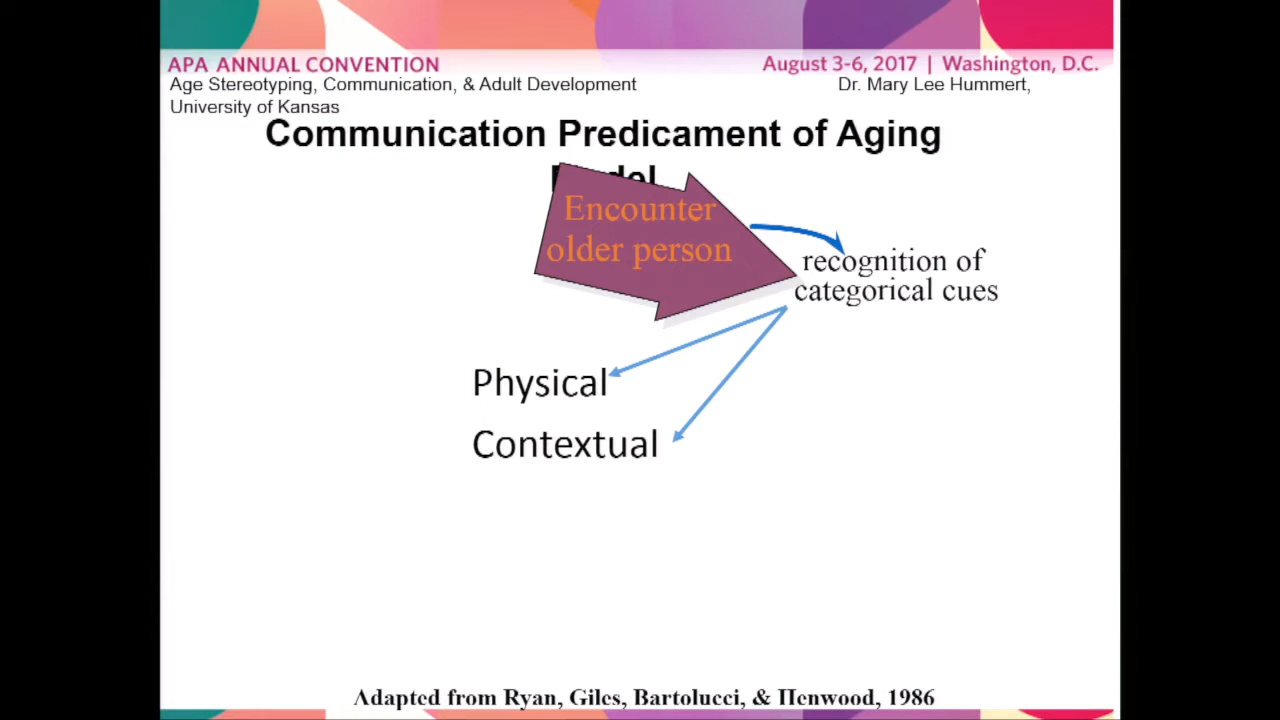 APA ANNUAL CONVENTION
August 3-6, 2017 | Washington, D.C.
Age Stereotyping, Communication, & Adult Development
Dr. Mary Lee Hummert,
University of Kansas
Communication Predicament of Aging
Encounter
older person
recognition of
categorical cues
Physical
Contextual
Adapted from Ryan, Giles, Bartolucci, & Henwood, 1986